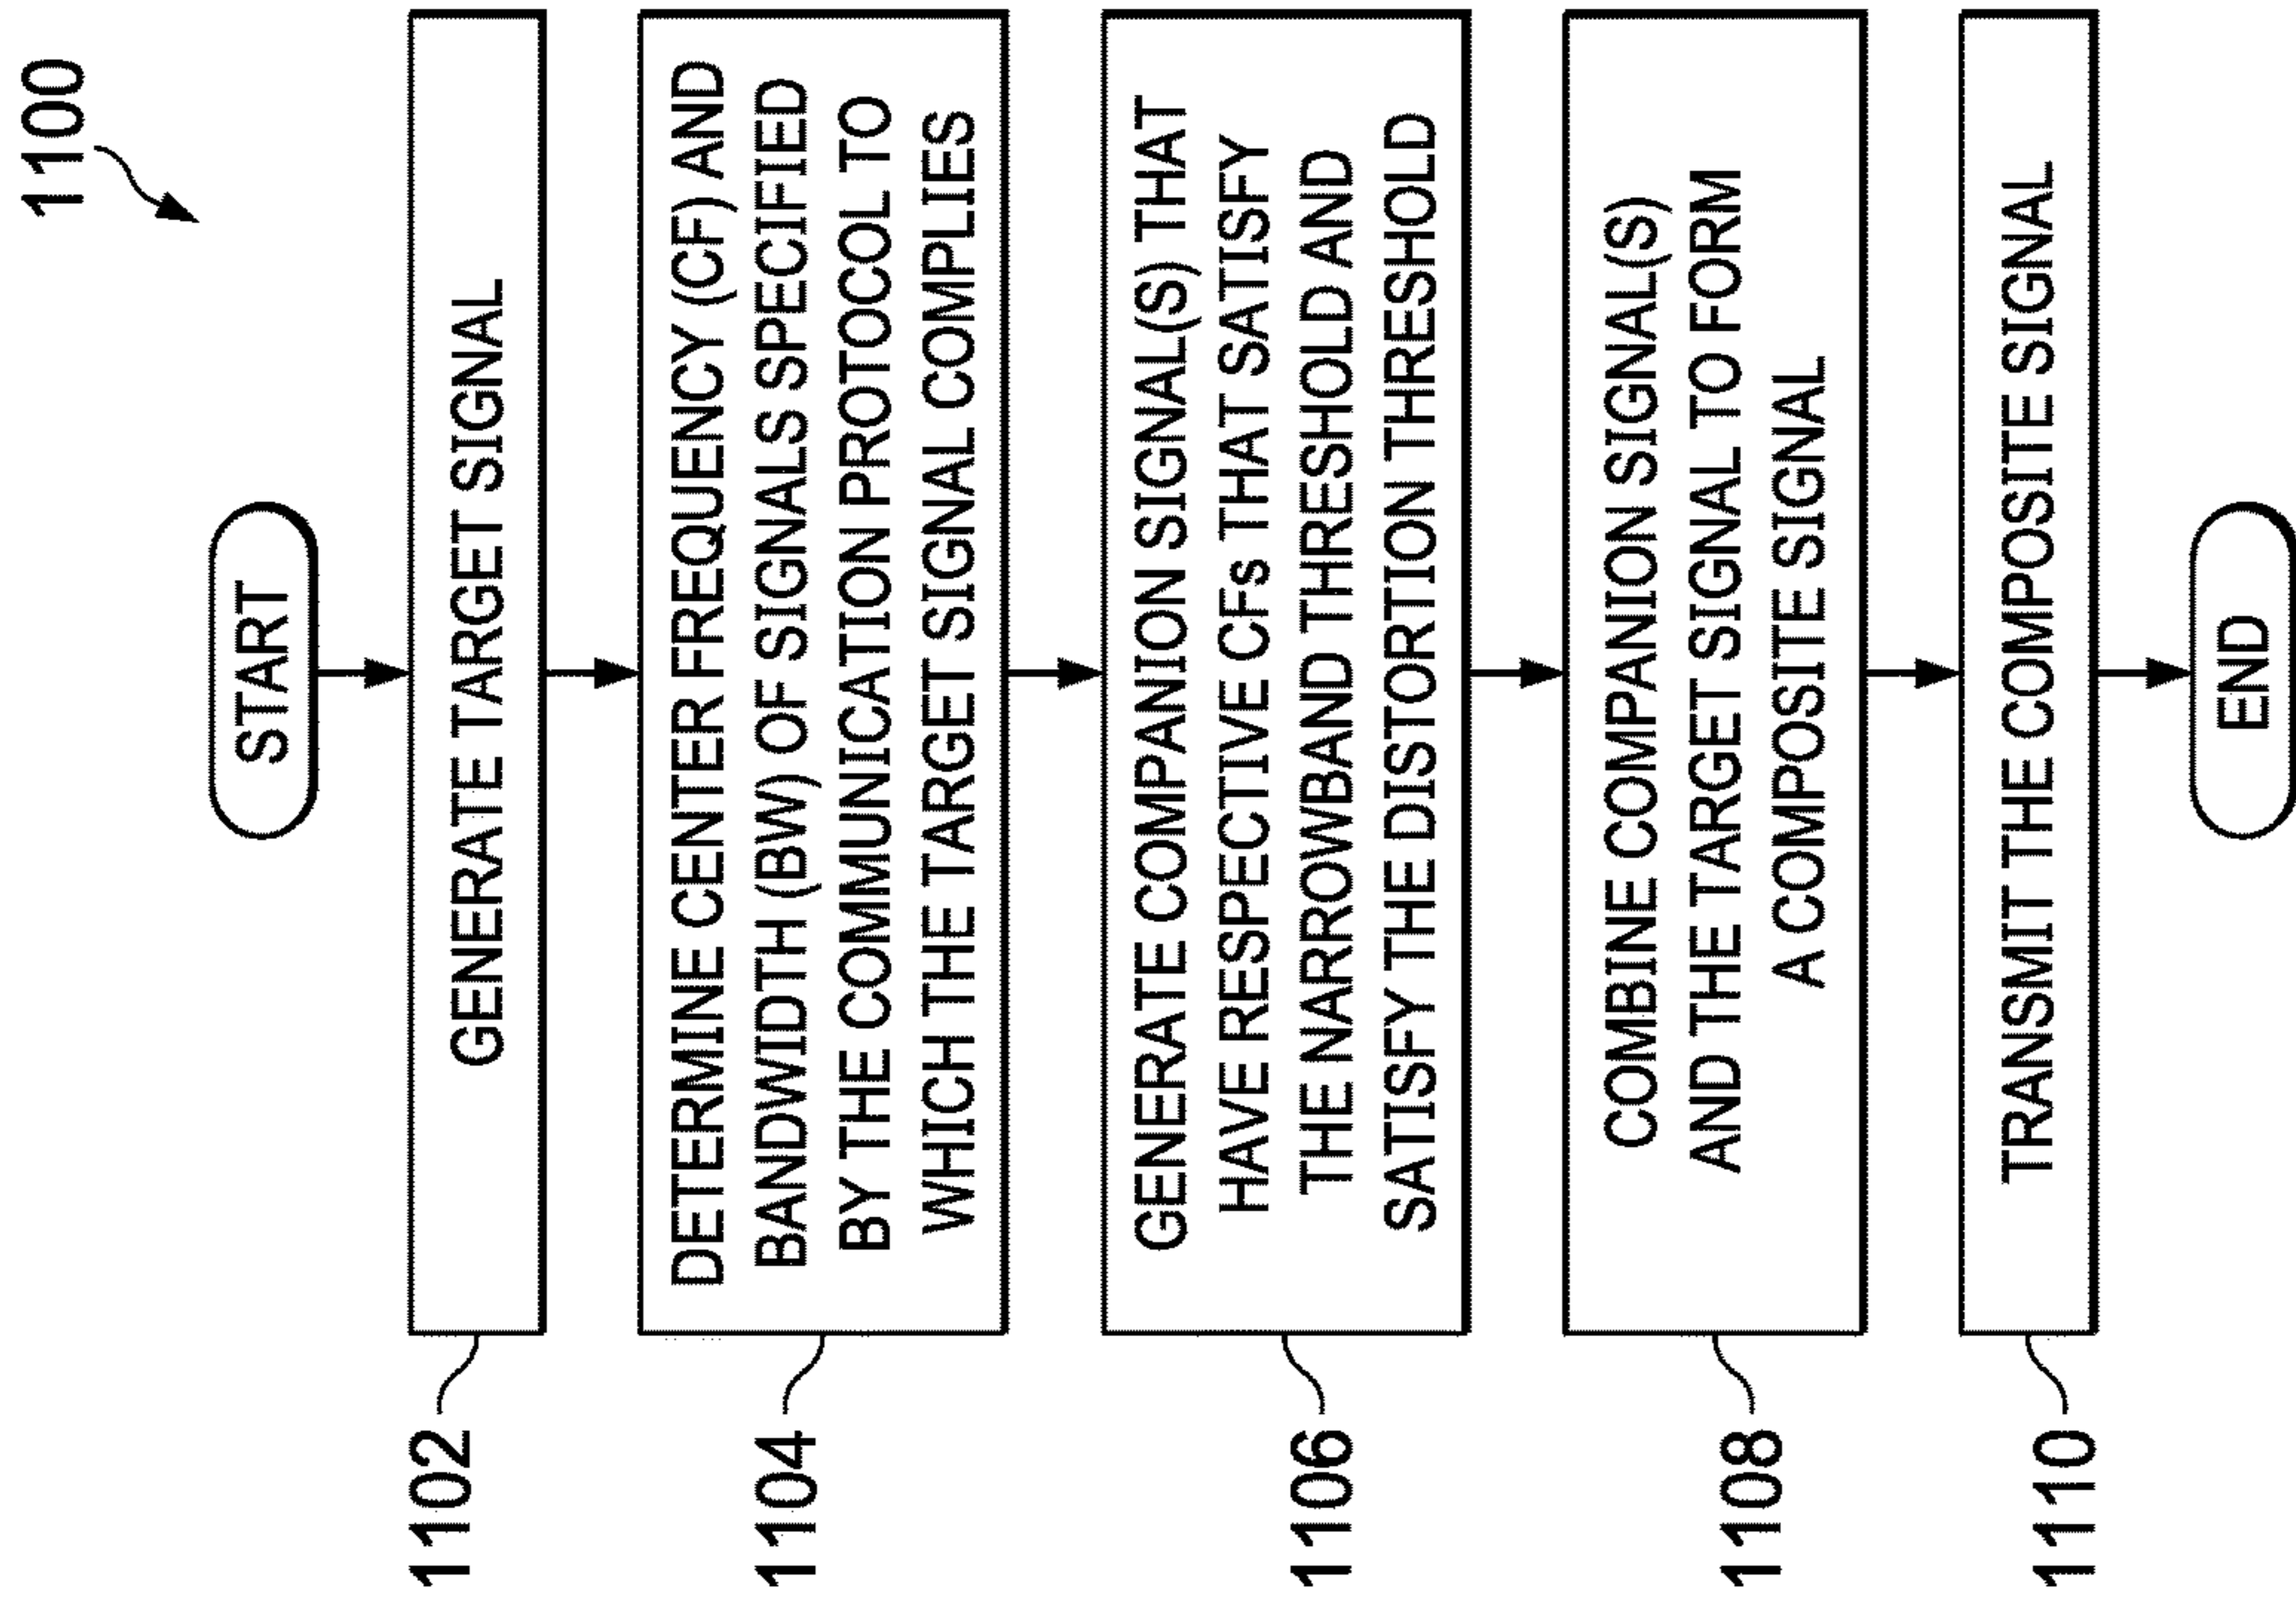 1100
START
1102
GENERATE TARGET SIGNAL
1104
DETERMINE CENTER FREQUENCY (CF) AND
BANDWIDTH (BW) OF SIGNALS SPECIFIED
BY THE COMMUNICATION PROTOCOL TO
WHICH THE TARGET SIGNAL COMPLIES
1106
GENERATE COMPANION SIGNAL(S) THAT
HAVE RESPECTIVE CFs THAT SATISFY
THE NARROWBAND THRESHOLD AND
SATISFY THE DISTORTION THRESHOLD
1108
COMBINE COMPANION SIGNAL(S)
AND THE TARGET SIGNAL TO FORM
A COMPOSITE SIGNAL
1110
TRANSMIT THE COMPOSITE SIGNAL
END